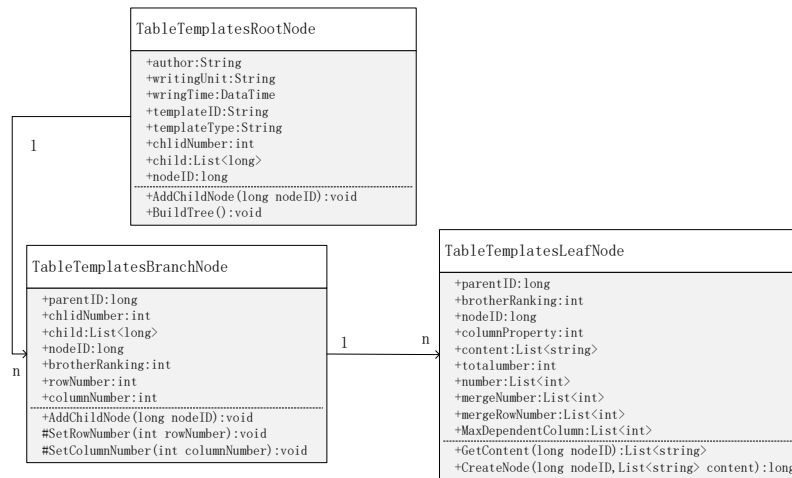 TableTemplatesRootNode
+author:String
+writingUnit:String
+wringTime:DataTime
+templateID:String
+templateType:String
+chlidNumber:int
+child:List<long>
+nodeID:long
+AddChildNode(long nodeID):void
+BuildTree():void
1
n
TableTemplatesBranchNode
+parentID:long
+chlidNumber:int
+child:List<long>
+nodeID:long
+brotherRanking:int
+rowNumber:int
+columnNumber:int
+AddChildNode(long nodeID):void
#SetRowNumber(int rowNumber):void
#SetColumnNumber(int columnNumber):void
1
n
TableTemplatesLeafNode
+parentID:long
+brotherRanking:int
+nodeID:long
+columnProperty:int
+content:List<string>
+totalumber:int
+number:List<int>
+mergeNumber:List<int>
+mergeRowNumber:List<int>
+MaxDependentColumn:List<int>
+GetContent(long nodeID):List<string>
+CreateNode(long nodeID,List<string> content):long